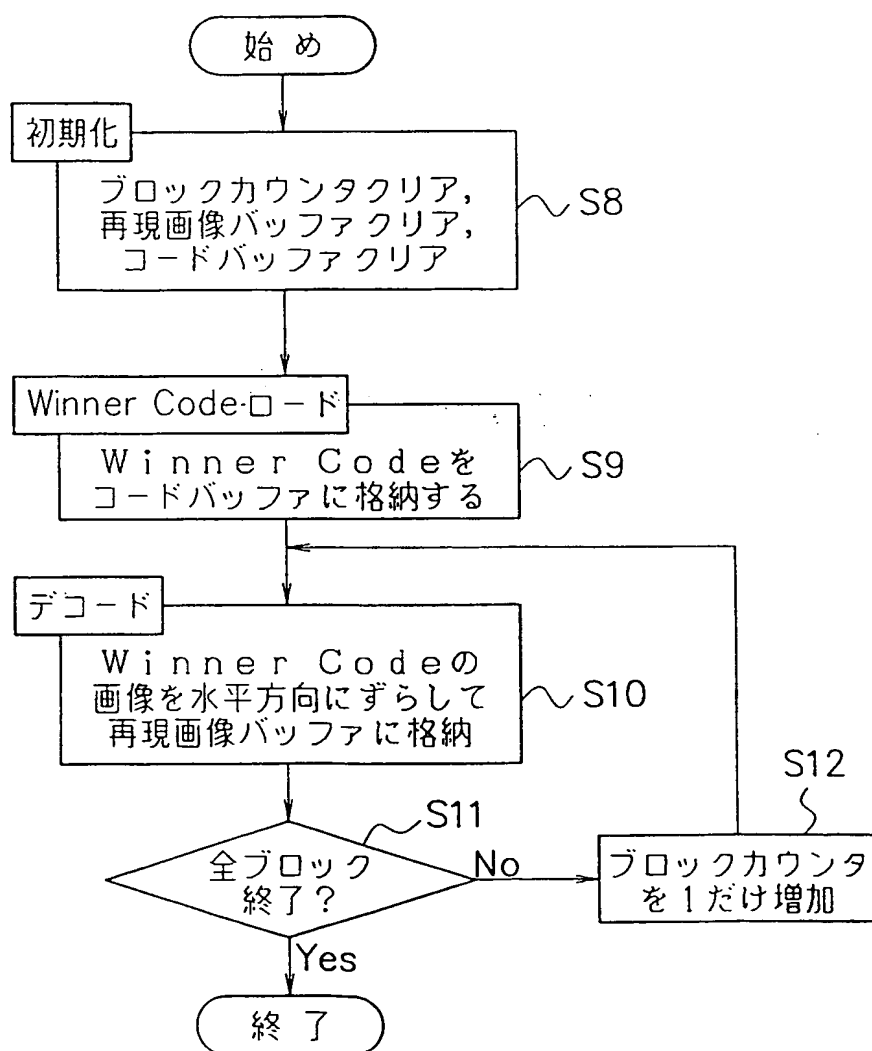 始め
初期化
ブロックカウンタクリア,
再現画像バッファクリア,
コードバッファクリア
S8
Winner Code·ロード
Winner Codeを
コードバッファに格納する
S9
デコード
Winner Codeの
画像を水平方向にずらして
再現画像バッファに格納
S10
S11
全ブロック
終了?
No
S12
ブロックカウンタ
を1だけ増加
Yes
終了